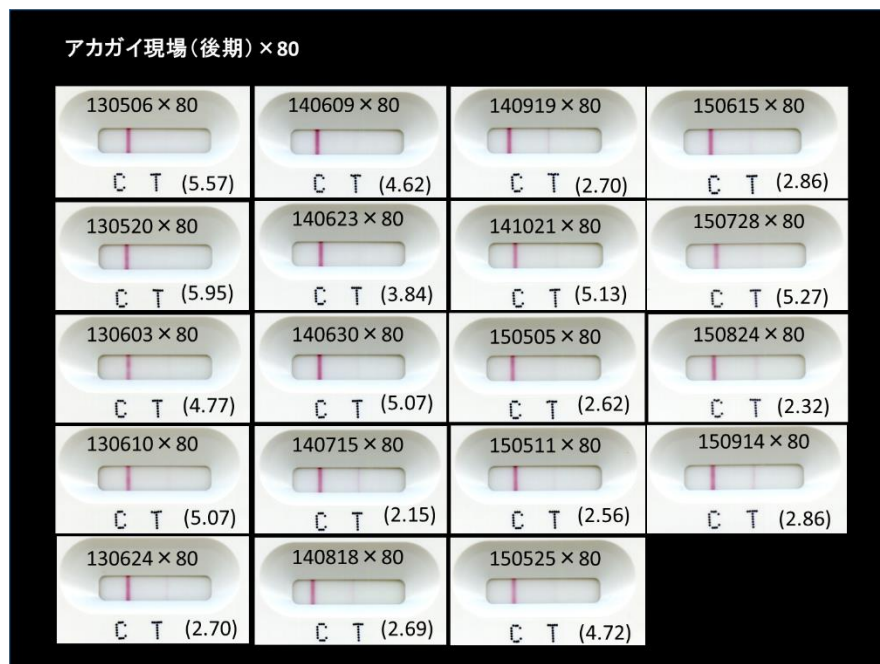 アカガイ現場(後期)×80
130506×80
C T (5.57)
140609×80
C T (4.62)
140919×80
C T (2.70)
150615×80
C T (2.86)
130520×80
C T (5.95)
140623×80
C T (3.84)
141021×80
C T (5.13)
150728×80
C T (5.27)
130603×80
C T (4.77)
140630×80
C T (5.07)
150505×80
C T (2.62)
150824×80
C T (2.32)
130610×80
C T (5.07)
140715×80
C T (2.15)
150511×80
C T (2.56)
150914×80
C T (2.86)
130624×80
C T (2.70)
140818×80
C T (2.69)
150525×80
C T (4.72)